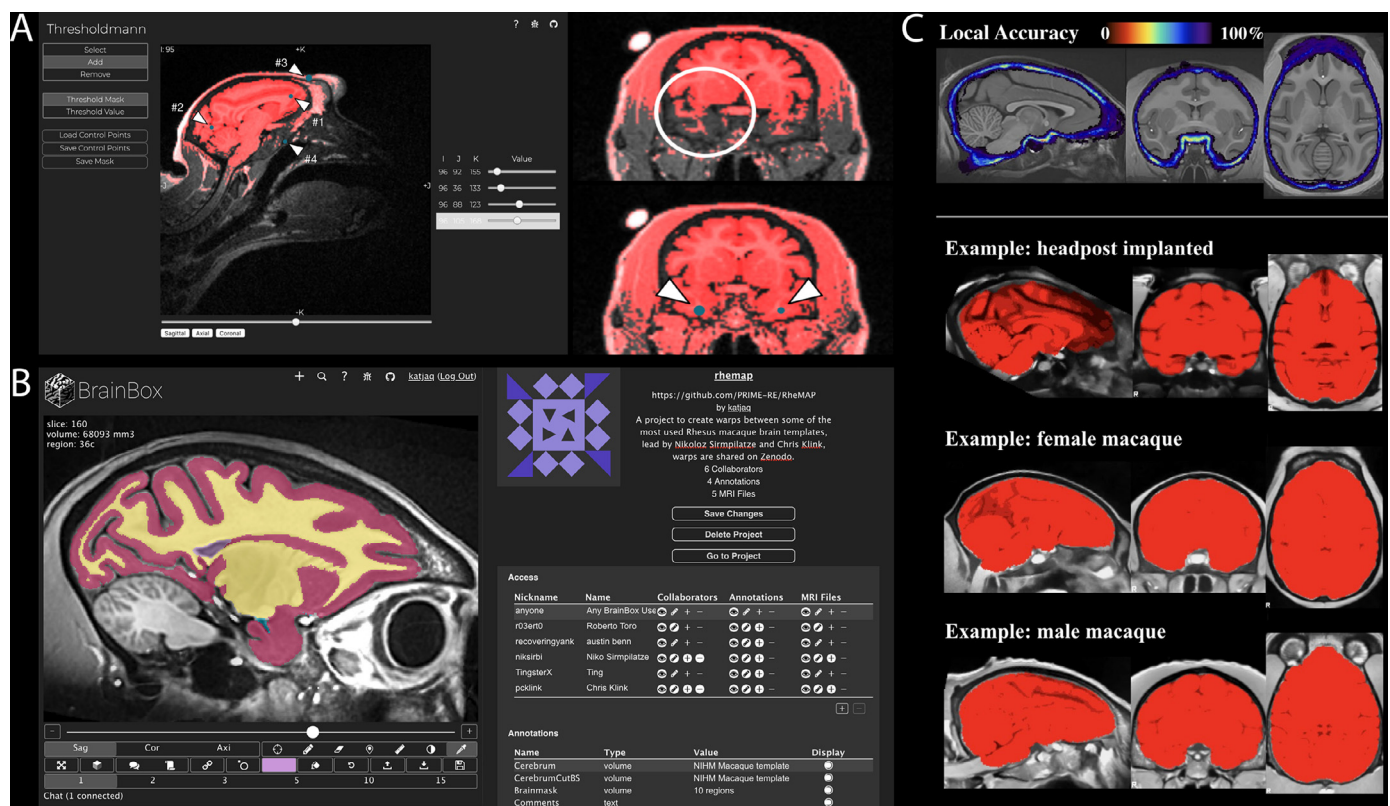 A
Thresholdmann
Select
Add
Remove
Threshold Mask
Threshold Value
Load Control Points
Save Control Points
Save Mask
I: 95
+K
#3
#2
#1
#4
+J
-J
-K
Sagittal Axial Coronal
I J K Value
96 92 155
96 36 133
96 88 123
B
BrainBox
+ ? katjaq (Log Out)
slice: 160
volume: 68093 mm3
region: 36c
− +
Sag Cor Axi
1 2 3 5 10 15
Chat (1 connected)
rhemap
https://github.com/PRIME-RE/RheMAP
by katjaq
A project to create warps between some of the
most used Rhesus macaque brain templates,
lead by Nikoloz Sirmpilatze and Chris Klink,
warps are shared on Zenodo.
6 Collaborators
4 Annotations
5 MRI Files
Save Changes
Delete Project
Go to Project
Access
Nickname Name Collaborators Annotations MRI Files
anyone Any BrainBox Use
r03ert0 Roberto Toro
recoveringyank austin benn
niksirbi Niko Sirmpilatze
TingsterX Ting
pcklink Chris Klink
Annotations
Name Type Value Display
Cerebrum volume NIHM Macaque template
CerebrumCutBS volume NIHM Macaque template
Brainmask volume 10 regions
Comments text
C
Local Accuracy 0 100%
Example: headpost implanted
R
R
Example: female macaque
R
R
Example: male macaque
R
R